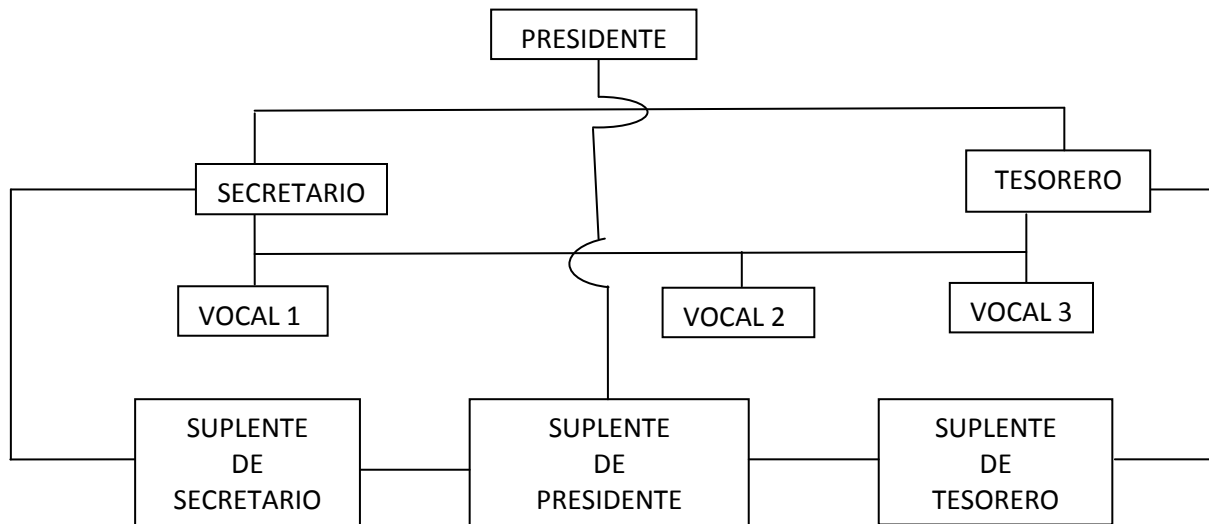 PRESIDENTE
SECRETARIO
TESORERO
VOCAL 1
VOCAL 2
VOCAL 3
SUPLENTE
DE
SECRETARIO
SUPLENTE
DE
PRESIDENTE
SUPLENTE
DE
TESORERO